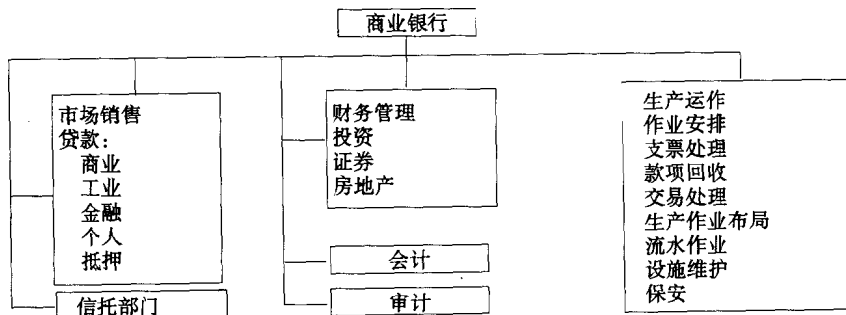 商业银行
市场销售
贷款:
商业
工业
金融
个人
抵押
信托部门
财务管理
投资
证券
房地产
会计
审计
生产运作
作业安排
支票处理
款项回收
交易处理
生产作业布局
流水作业
设施维护
保安